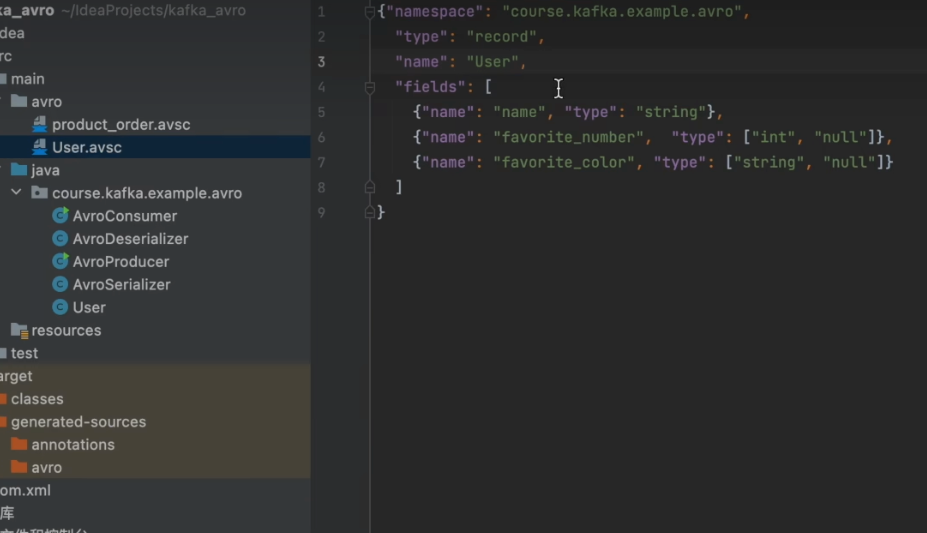 ka_avro ~/IdeaProjects/kafka_avro
dea
rc
main
avro
product_order.avsc
User.avsc
java
course.kafka.example.avro
AvroConsumer
AvroDeserializer
AvroProducer
AvroSerializer
User
resources
test
arget
classes
generated-sources
annotations
avro
om.xml
库
1 {"namespace": "course.kafka.example.avro",
2 "type": "record",
3 "name": "User",
4 "fields": [
5 {"name": "name", "type": "string"},
6 {"name": "favorite_number", "type": ["int", "null"]},
7 {"name": "favorite_color", "type": ["string", "null"]}
8 ]
9 }